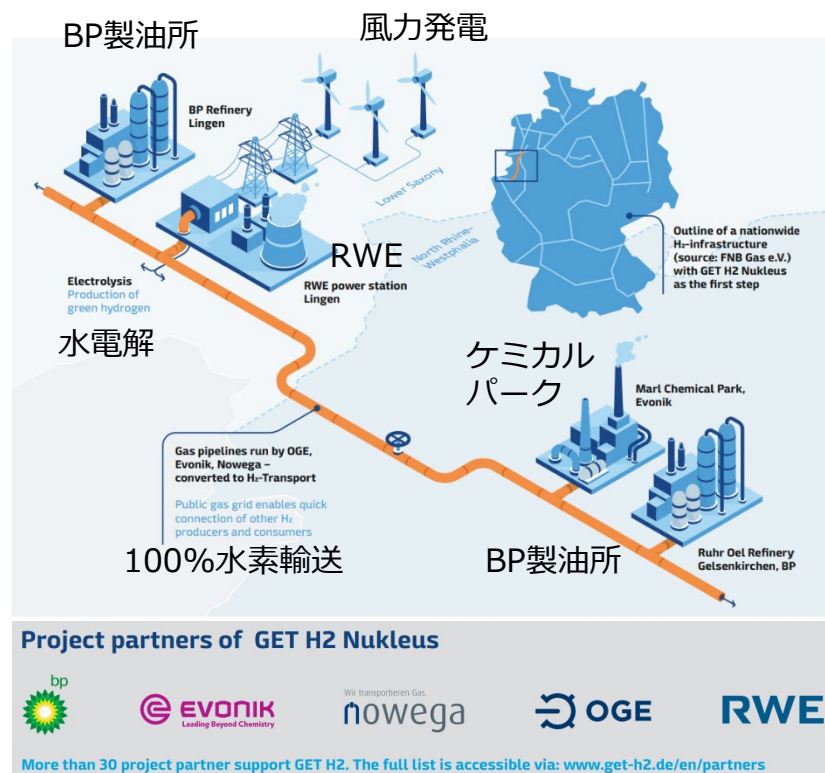 BP製油所
風力発電
BP Refinery
Lingen
Lower Saxony
North Rhine-
Westphalia
RWE
RWE power station
Lingen
Electrolysis
Production of
green hydrogen
水電解
Outline of a nationwide
H₂-infrastructure
(source: FNB Gas e.V.)
with GET H2 Nukleus
as the first step
ケミカル
パーク
Marl Chemical Park,
Evonik
Gas pipelines run by OGE,
Evonik, Nowega –
converted to H₂-Transport
Public gas grid enables quick
connection of other H₂
producers and consumers
100%水素輸送
BP製油所
Ruhr Oel Refinery
Gelsenkirchen, BP
Project partners of GET H2 Nukleus
bp
EVONIK
Leading Beyond Chemistry
Wir transportieren Gas.
nowega
OGE
RWE
More than 30 project partner support GET H2. The full list is accessible via: www.get-h2.de/en/partners